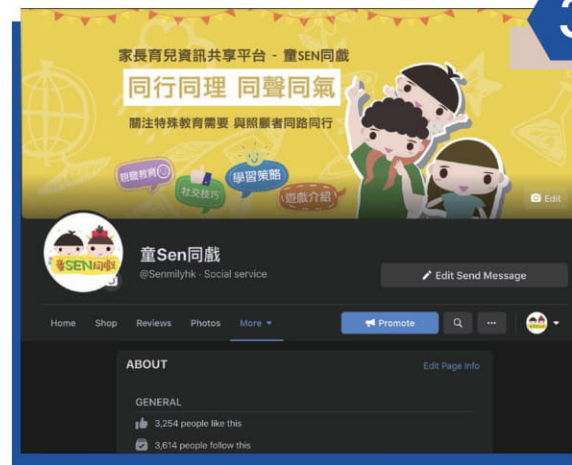 3
家長育兒資訊共享平台 - 童SEN同戲
同行同理 同聲同氣
關注特殊教育需要 與照顧者同路同行
親職教育
社交技巧
學習策略
遊戲介紹
Edit
童SEN同戲
童Sen同戲
@Senmilyhk · Social service
Edit Send Message
Home Shop Reviews Photos More
Promote
ABOUT
Edit Page Info
GENERAL
3,254 people like this
3,614 people follow this